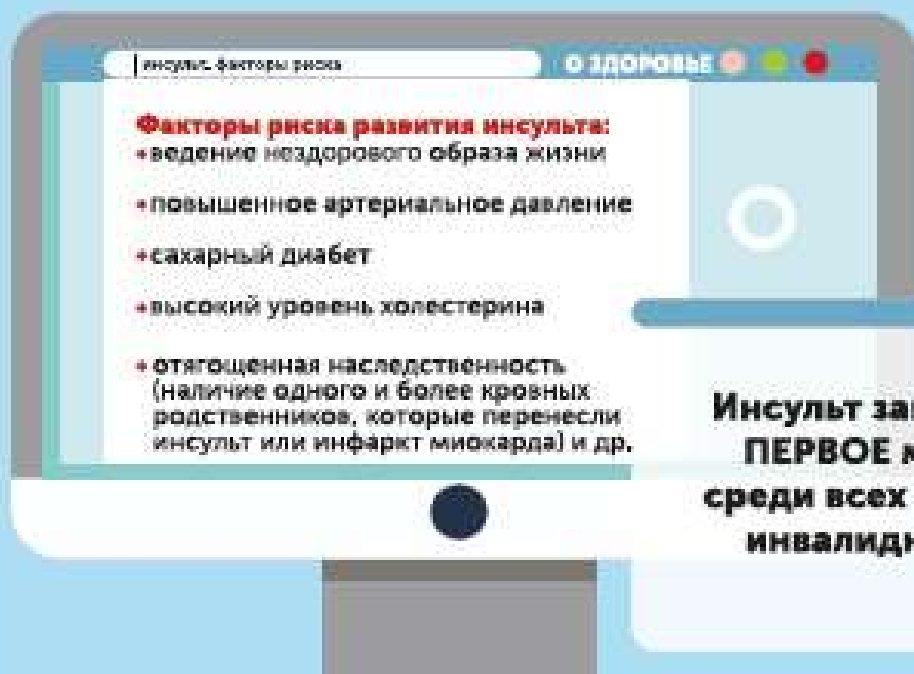 инсульт, факторы риска
О ЗДОРОВЬЕ
Факторы риска развития инсульта:
•ведение нездорового образа жизни
•повышенное артериальное давление
•сахарный диабет
•высокий уровень холестерина
• отягощенная наследственность
(наличие одного и более кровных
родственников, которые перенесли
инсульт или инфаркт миокарда) и др.
Инсульт
ПЕРВОЕ
среди всех